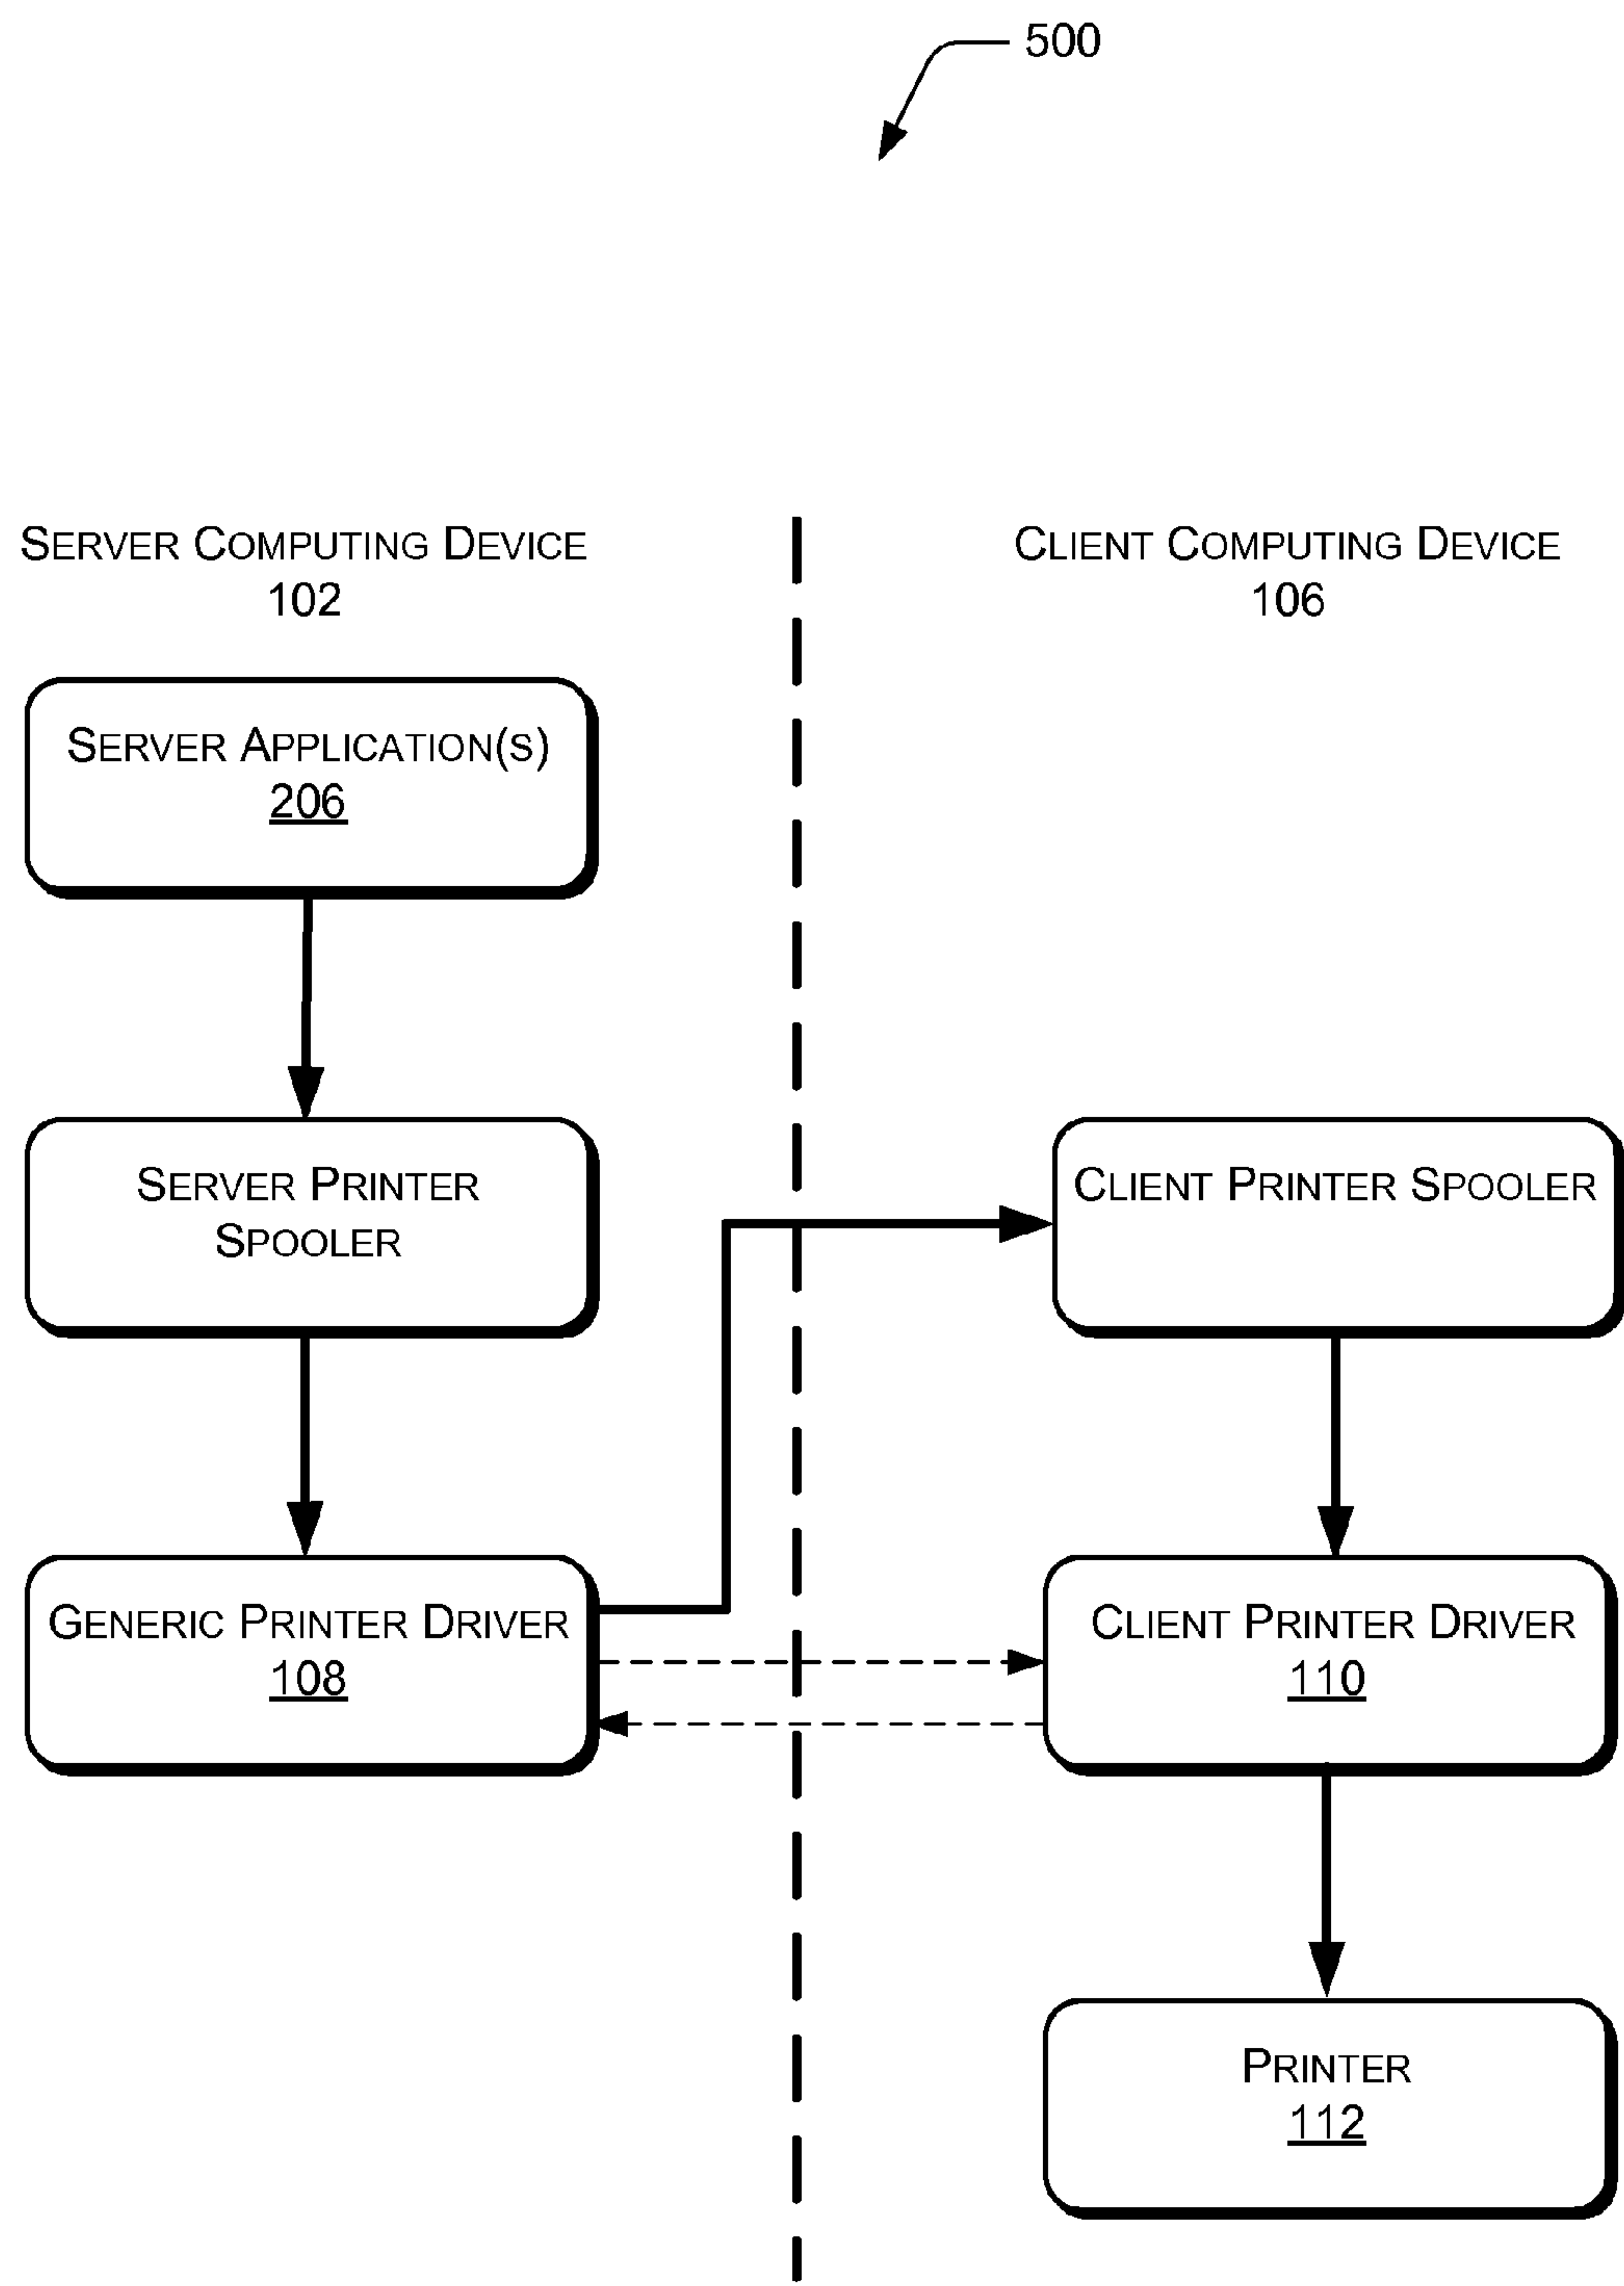 500
SERVER COMPUTING DEVICE
102
CLIENT COMPUTING DEVICE
106
SERVER APPLICATION(S)
206
SERVER PRINTER
SPOOLER
CLIENT PRINTER SPOOLER
GENERIC PRINTER DRIVER
108
CLIENT PRINTER DRIVER
110
PRINTER
112